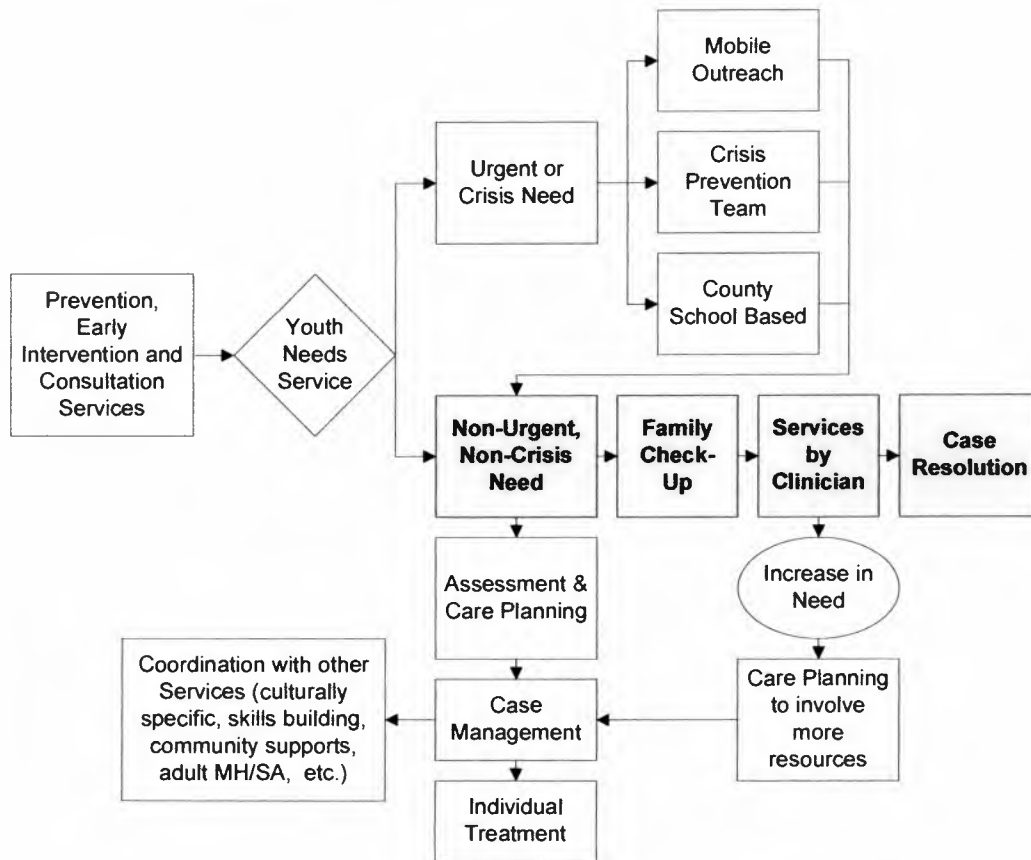 Mobile
Outreach
Urgent or
Crisis Need
Crisis
Prevention
Team
County
School Based
Prevention,
Early
Intervention and
Consultation
Services
Youth
Needs
Service
Non-Urgent,
Non-Crisis
Need
Family
Check-
Up
Services
by
Clinician
Case
Resolution
Assessment &
Care Planning
Increase in
Need
Coordination with other
Services (culturally
specific, skills building,
community supports,
adult MH/SA, etc.)
Case
Management
Care Planning
to involve
more
resources
Individual
Treatment